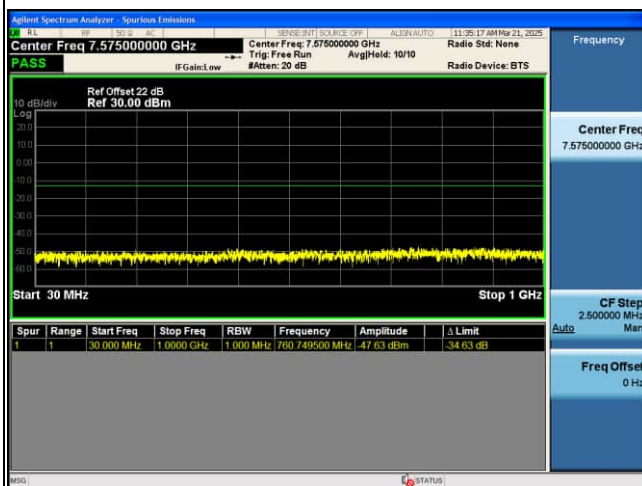 Agilent Spectrum Analyzer - Spurious Emissions
RL RF 50 Ω AC SENSE:INT SOURCE OFF ALIGN AUTO 11:35:17 AM Mar 21, 2025
Center Freq 7.575000000 GHz
Center Freq: 7.575000000 GHz
Radio Std: None
Trig: Free Run Avg|Hold: 10/10
PASS
IFGain:Low
#Atten: 20 dB
Radio Device: BTS
Ref Offset 22 dB
10 dB/div Ref 30.00 dBm
Log
20.0
10.0
0.00
-10.0
-20.0
-30.0
-40.0
-50.0
-60.0
Start 30 MHz Stop 1 GHz
Spur Range Start Freq Stop Freq RBW Frequency Amplitude Δ Limit
1 1 30.000 MHz 1.0000 GHz 1.000 MHz 760.749500 MHz -47.63 dBm -34.63 dB
MSG STATUS
Frequency
Center Freq
7.575000000 GHz
CF Step
2.500000 MHz
Auto Man
Freq Offset
0 Hz